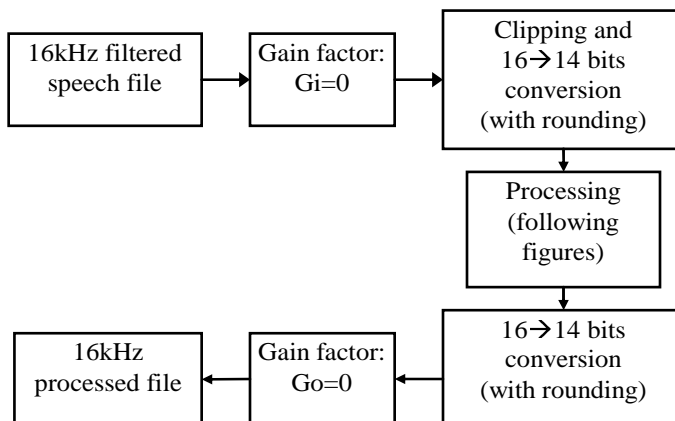 16kHz filtered
speech file
Gain factor:
Gi=0
Clipping and
16→14 bits
conversion
(with rounding)
Processing
(following
figures)
16→14 bits
conversion
(with rounding)
Gain factor:
Go=0
16kHz
processed file